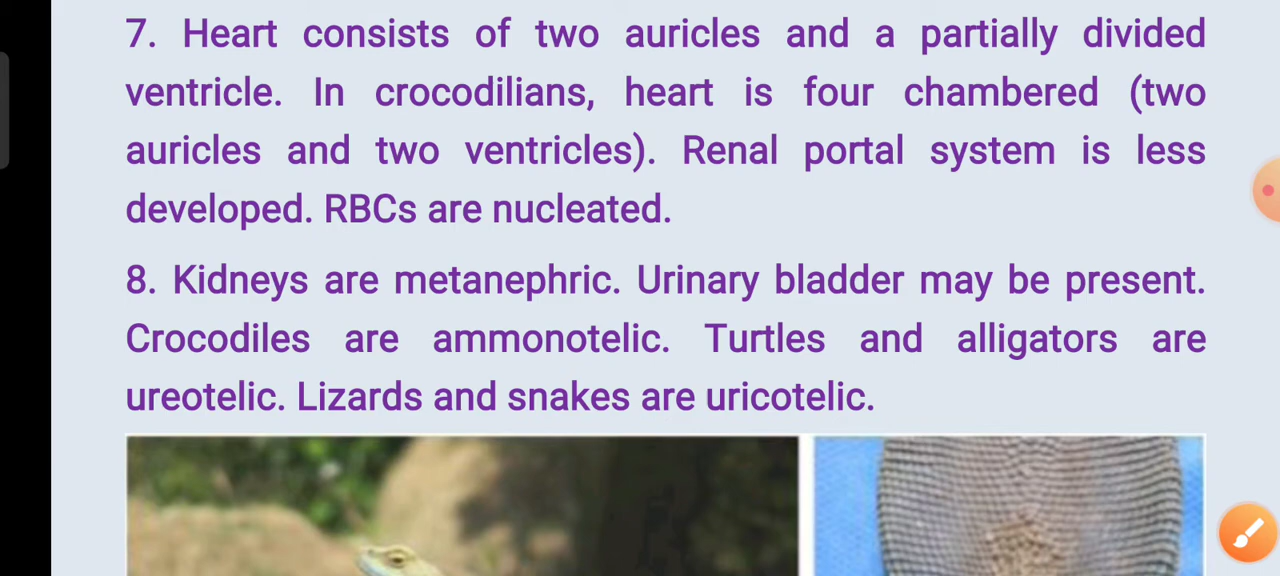 7. Heart consists of two auricles and a partially divided
ventricle. In crocodilians, heart is four chambered (two
auricles and two ventricles). Renal portal system is less
developed. RBCs are nucleated.
8. Kidneys are metanephric. Urinary bladder may be present.
Crocodiles are ammonotelic. Turtles and alligators are
ureotelic. Lizards and snakes are uricotelic.